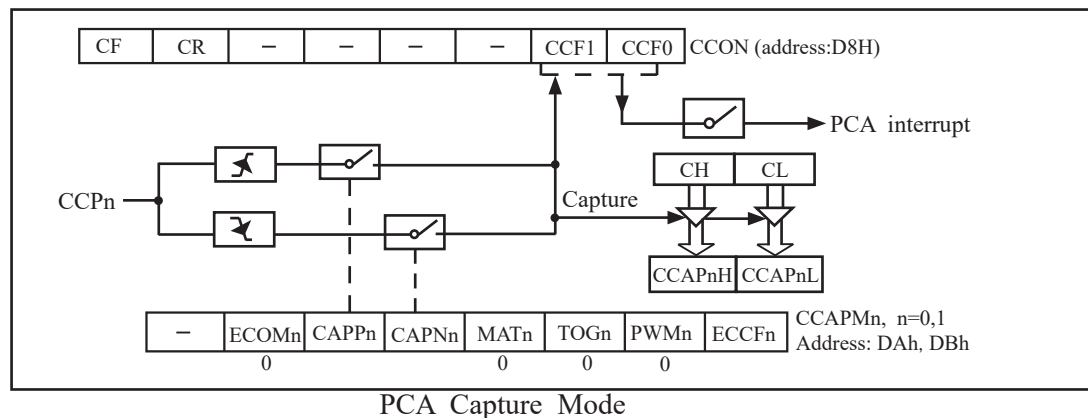 CF CR – – – – CCF1 CCF0 CCON (address:D8H)
PCA interrupt
CH CL
CCPn
Capture
CCAPnH CCAPnL
– ECOMn CAPPn CAPNn MATn TOGn PWMn ECCFn
CCAPMn, n=0,1
Address: DAh, DBh
0 0 0 0
PCA Capture Mode